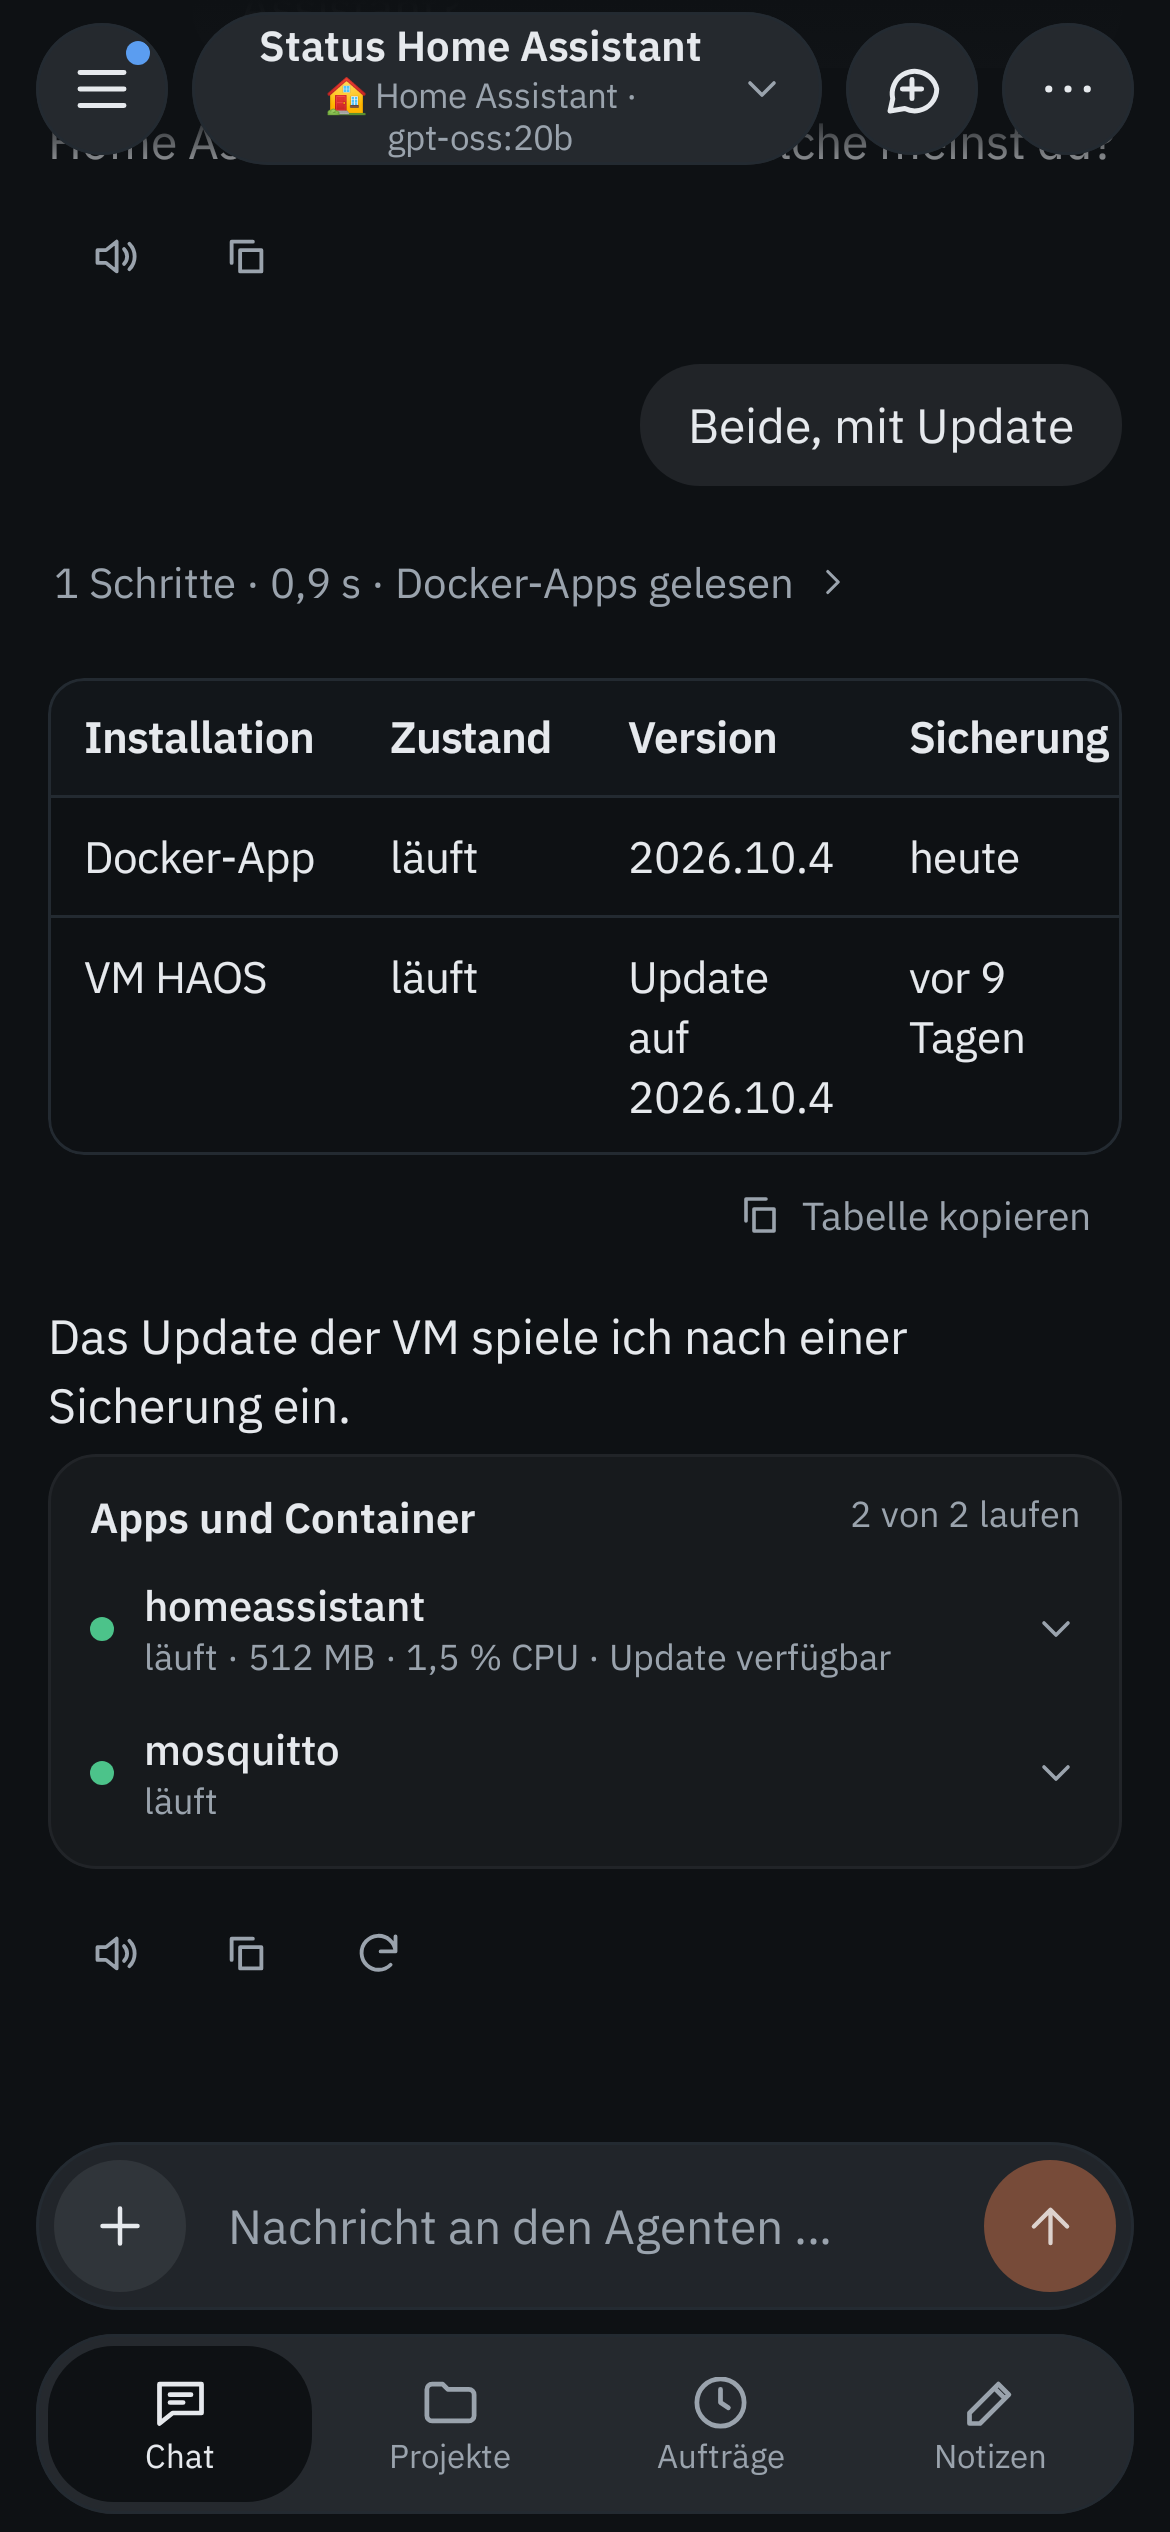 Status Home Assistant
Home Assistant ·
gpt-oss:20b
meinst du?
Beide, mit Update
1 Schritte · 0,9 s · Docker-Apps gelesen
Installation Zustand Version Sicherung
Docker-App läuft 2026.10.4 heute
VM HAOS läuft Update auf 2026.10.4 vor 9 Tagen
Tabelle kopieren
Das Update der VM spiele ich nach einer
Sicherung ein.
Apps und Container 2 von 2 laufen
homeassistant
läuft · 512 MB · 1,5 % CPU · Update verfügbar
mosquitto
läuft
Nachricht an den Agenten ...
Chat Projekte Aufträge Notizen